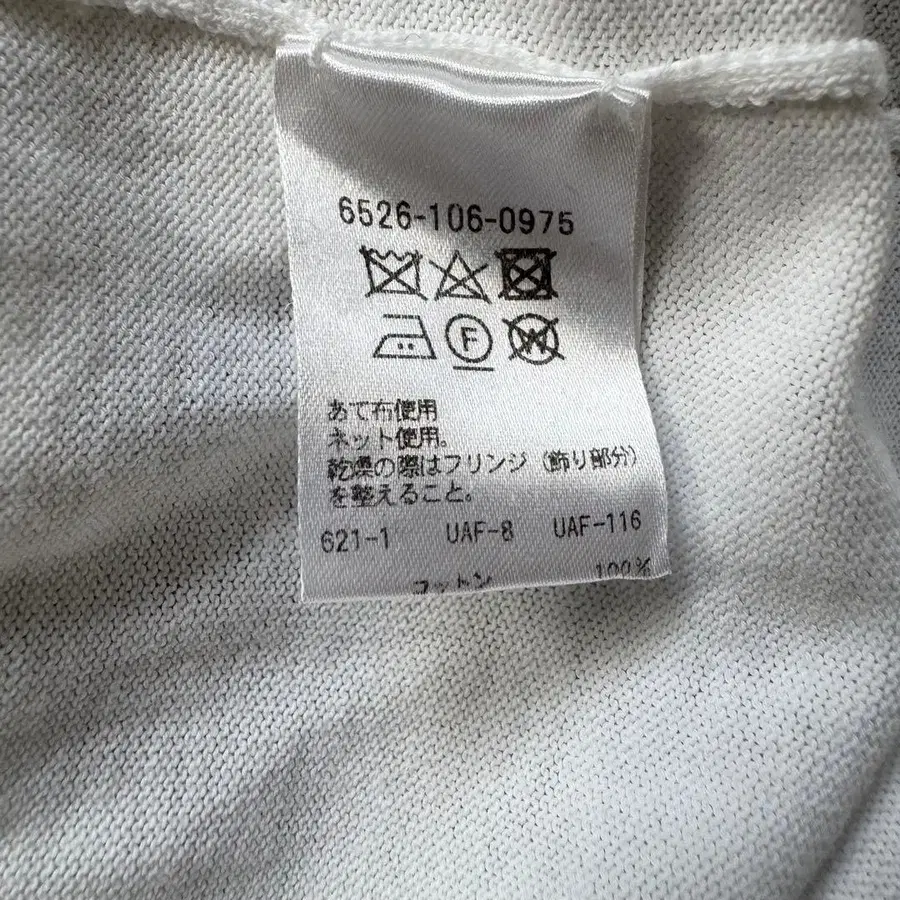 6526-106-0975
F
W
あて布使用
ネット使用。
乾燥の際はフリンジ（飾り部分）
を整えること。
621-1 UAF-8 UAF-116
コットン 100%